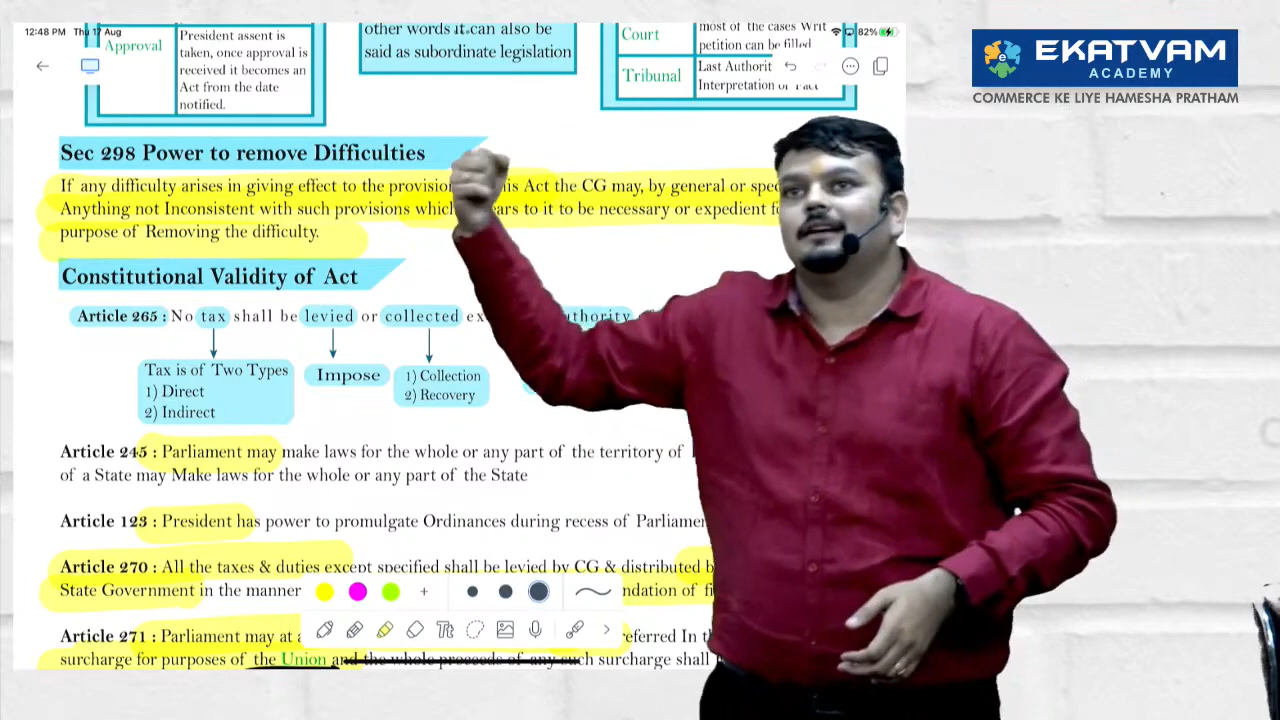 12:48 PM Thu 17 Aug
82%
Approval
President assent is
taken, once approval is
received it becomes an
Act from the date
notified.
other words it can also be
said as subordinate legislation
Court
most of the cases Writ
petition can be filled
Tribunal
Last Authorit
Interpretation of Fact
EKATVAM
ACADEMY
COMMERCE KE LIYE HAMESHA PRATHAM
Sec 298 Power to remove Difficulties
If any difficulty arises in giving effect to the provision his Act the CG may, by general or spec
Anything not Inconsistent with such provisions which ears to it to be necessary or expedient f
purpose of Removing the difficulty.
Constitutional Validity of Act
Article 265 : No tax shall be levied or collected ex uthority of
Tax is of Two Types
1) Direct
2) Indirect
Impose
1) Collection
2) Recovery
Article 245 : Parliament may make laws for the whole or any part of the territory of
of a State may Make laws for the whole or any part of the State
Article 123 : President has power to promulgate Ordinances during recess of Parliamen
Article 270 : All the taxes & duties except specified shall be levied by CG & distributed b
State Government in the manner ndation of fi
Article 271 : Parliament may at a referred In th
surcharge for purposes of the Union and the whole proceeds of any such surcharge shall